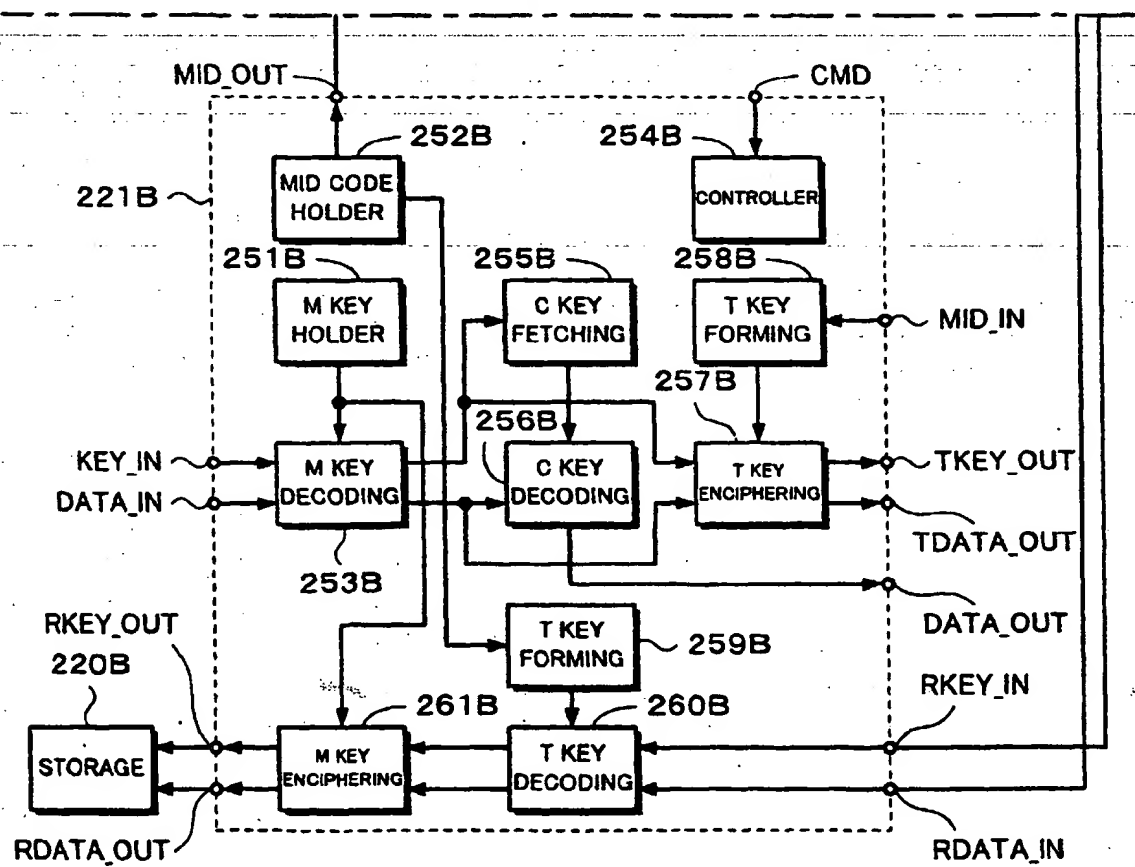 MID_OUT
CMD
252B
254B
221B
MID CODE
HOLDER
CONTROLLER
251B
255B
258B
M KEY
HOLDER
C KEY
FETCHING
T KEY
FORMING
MID_IN
257B
256B
KEY_IN
DATA_IN
M KEY
DECODING
C KEY
DECODING
T KEY
ENCIPHERING
TKEY_OUT
TDATA_OUT
253B
DATA_OUT
RKEY_OUT
T KEY
FORMING
259B
220B
RKEY_IN
261B
260B
STORAGE
M KEY
ENCIPHERING
T KEY
DECODING
RDATA_OUT
RDATA_IN